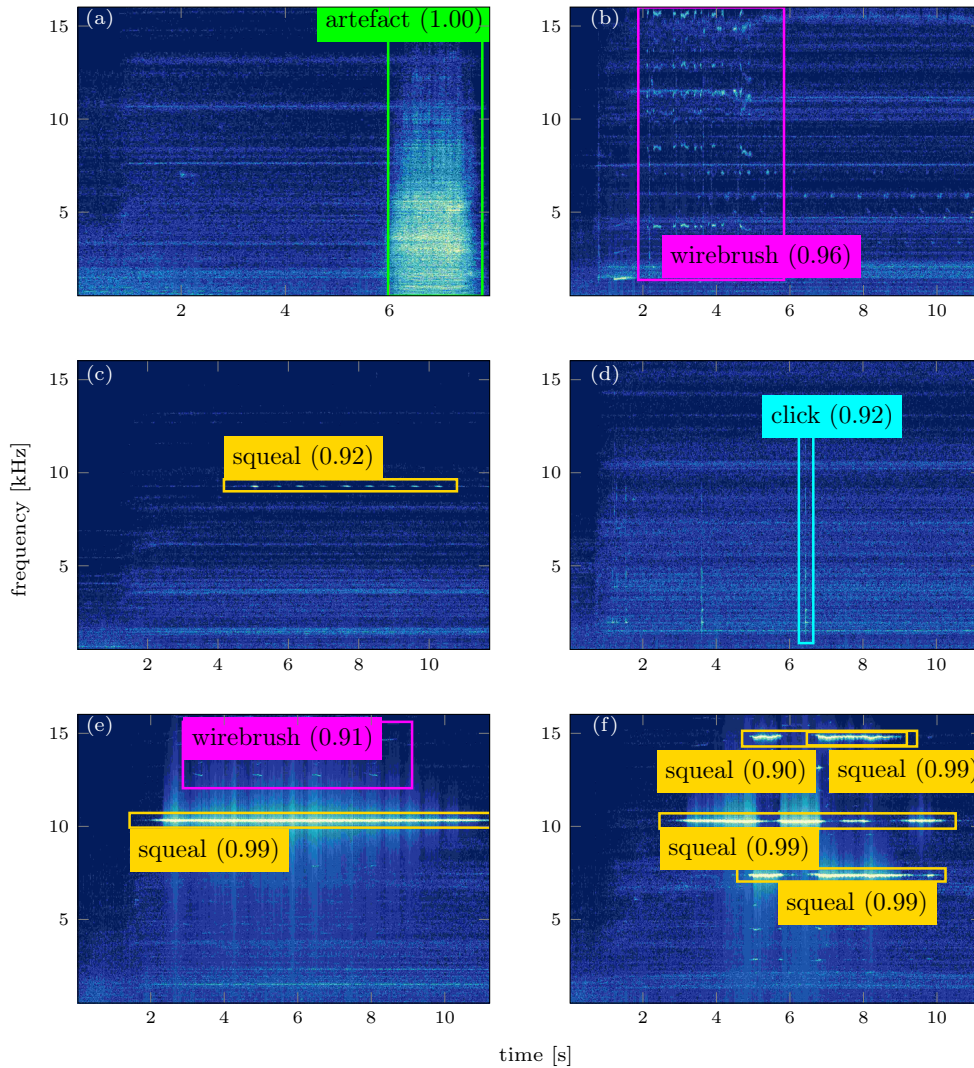 (a)
artefact (1.00)
(b)
wirebrush (0.96)
15
10
5
2
4
6
15
10
5
2
4
6
8
10
(c)
squeal (0.92)
(d)
click (0.92)
15
10
5
2
4
6
8
10
15
10
5
2
4
6
8
10
frequency [kHz]
(e)
wirebrush (0.91)
squeal (0.99)
(f)
squeal (0.90)
squeal (0.99)
squeal (0.99)
squeal (0.99)
15
10
5
2
4
6
8
10
15
10
5
2
4
6
8
10
time [s]